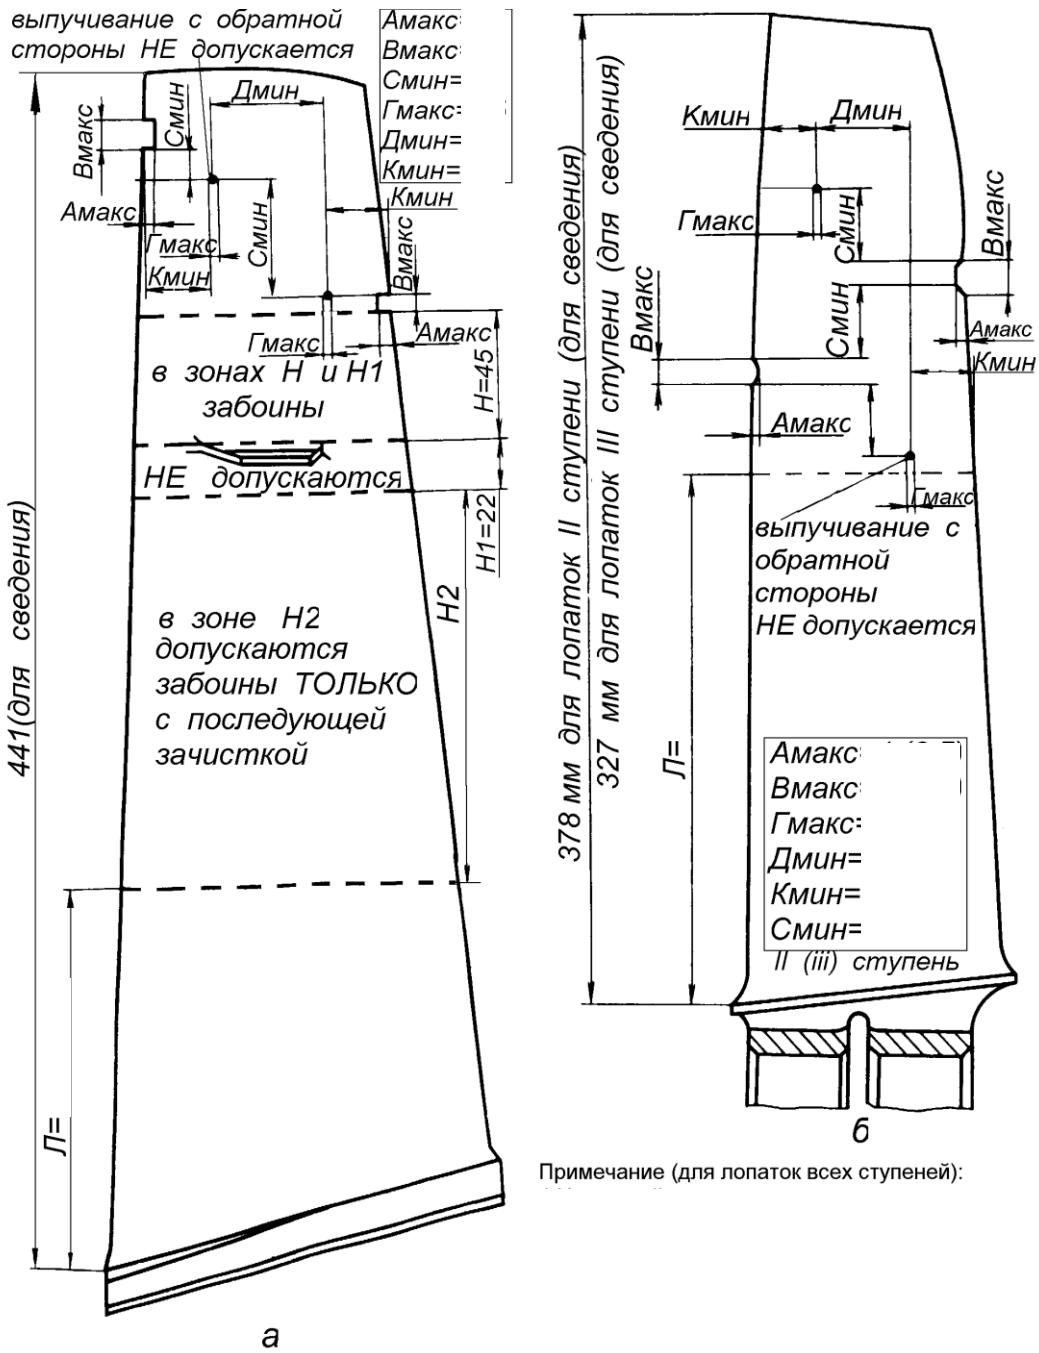 выпучивание с обратной
стороны НЕ допускается
Амакс=
Вмакс=
Смин=
Гмакс=
Дмин=
Кмин=
Вмакс
Смин
Дмин
Амакс
Гмакс
Кмин
Смин
Кмин
Вмакс
Гмакс
Амакс
в зонах Н и Н1
забоины
НЕ допускаются
Н=45
Н1=22
Н2
в зоне Н2
допускаются
забоины ТОЛЬКО
с последующей
зачисткой
441(для сведения)
Л=
а
378 мм для лопаток II ступени (для сведения)
327 мм для лопаток III ступени (для сведения)
Кмин
Дмин
Гмакс
Смин
Вмакс
Вмакс
Смин
Амакс
Кмин
Амакс
Гмакс
выпучивание с
обратной
стороны
НЕ допускается
Л=
Амакс
Вмакс
Гмакс=
Дмин=
Кмин=
Смин=
II (iii) ступень
б
Примечание (для лопаток всех ступеней):